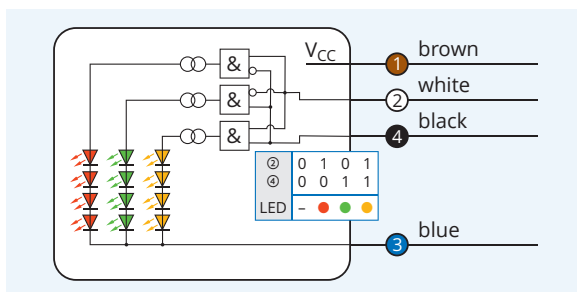 V_CC 1 brown
& white
& 2 black
& 4
② 0 1 0 1
④ 0 0 1 1
LED –
3 blue